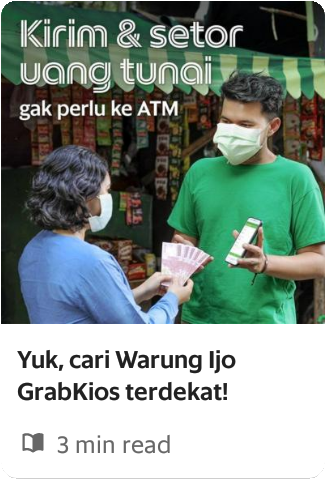 Kirim & setor
uang tunai
gak perlu ke ATM
Yuk, cari Warung Ijo
GrabKios terdekat!
3 min read